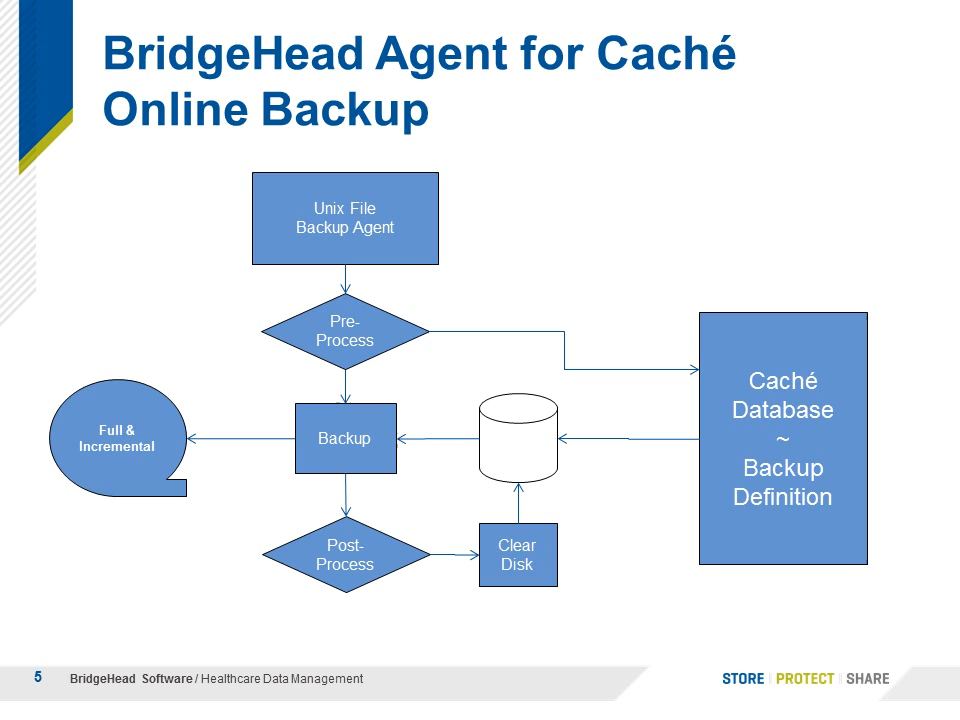 BridgeHead Agent for Caché
Online Backup
Unix File
Backup Agent
Pre-
Process
Caché
Database
~
Backup
Definition
Full &
Incremental
Backup
Post-
Process
Clear
Disk
5
BridgeHead Software / Healthcare Data Management
STORE | PROTECT | SHARE